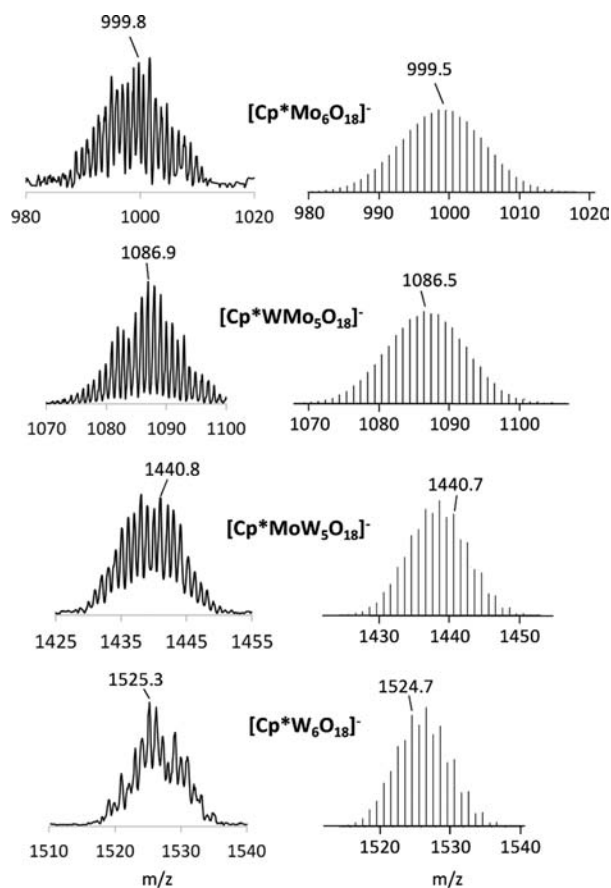 999.8
999.5
[Cp*Mo₆O₁₈]⁻
980 1000 1020
980 990 1000 1010 1020
1086.9
1086.5
[Cp*WMo₅O₁₈]⁻
1070 1080 1090 1100
1070 1080 1090 1100
1440.8
1440.7
[Cp*MoW₅O₁₈]⁻
1425 1435 1445 1455
1430 1440 1450
1525.3
1524.7
[Cp*W₆O₁₈]⁻
1510 1520 1530 1540
1520 1530 1540
m/z m/z